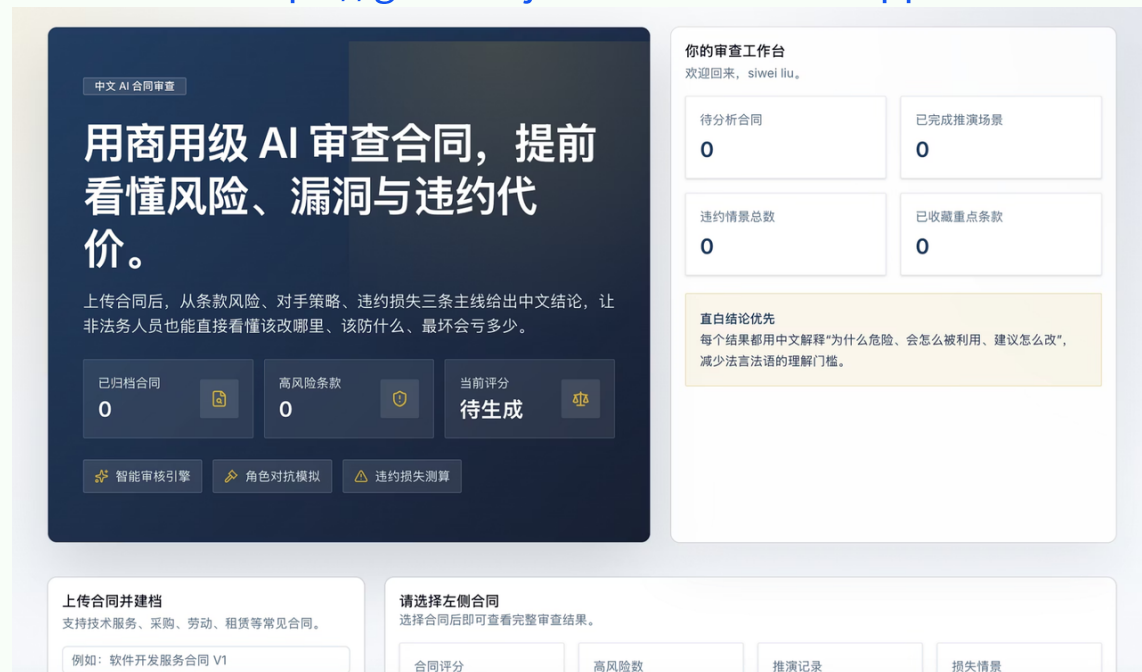 中文 AI 合同审查
用商用级 AI 审查合同，提前
看懂风险、漏洞与违约代
价。
上传合同后，从条款风险、对手策略、违约损失三条主线给出中文结论，让
非法务人员也能直接看懂该改哪里、该防什么、最坏会亏多少。
已归档合同
0
高风险条款
0
当前评分
待生成
智能审核引擎
角色对抗模拟
违约损失测算
你的审查工作台
欢迎回来，siwei liu。
待分析合同
0
已完成推演场景
0
违约情景总数
0
已收藏重点条款
0
直白结论优先
每个结果都用中文解释“为什么危险、会怎么被利用、建议怎么改”，
减少法言法语的理解门槛。
上传合同并建档
支持技术服务、采购、劳动、租赁等常见合同。
例如：软件开发服务合同 V1
请选择左侧合同
选择合同后即可查看完整审查结果。
合同评分
高风险数
推演记录
损失情景